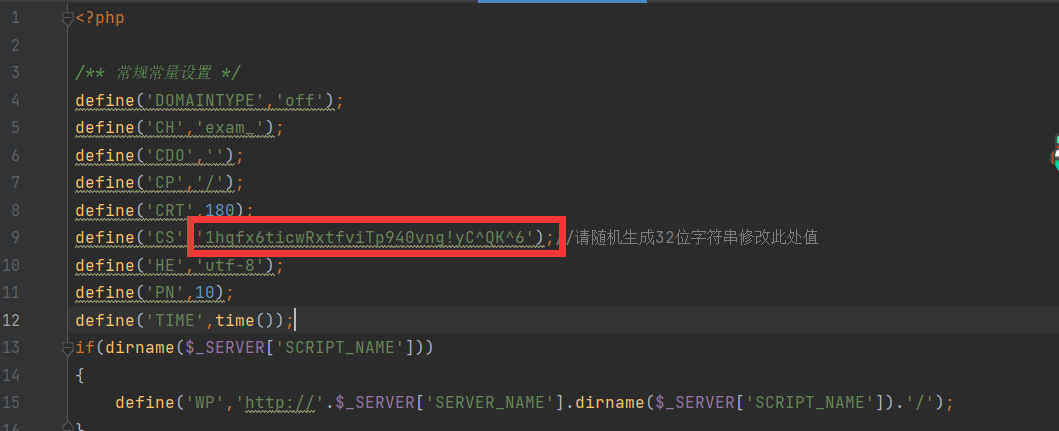 1 <?php
2
3 /** 常规常量设置 */
4 define('DOMAINTYPE','off');
5 define('CH','exam_');
6 define('CDO','');
7 define('CP','/');
8 define('CRT',180);
9 define('CS','1hqfx6ticwRxtfviTp940vng!yC^QK^6');//请随机生成32位字符串修改此处值
10 define('HE','utf-8');
11 define('PN',10);
12 define('TIME',time());
13 if(dirname($_SERVER['SCRIPT_NAME']))
14 {
15 define('WP','http://'.$_SERVER['SERVER_NAME'].dirname($_SERVER['SCRIPT_NAME']).'/');
}